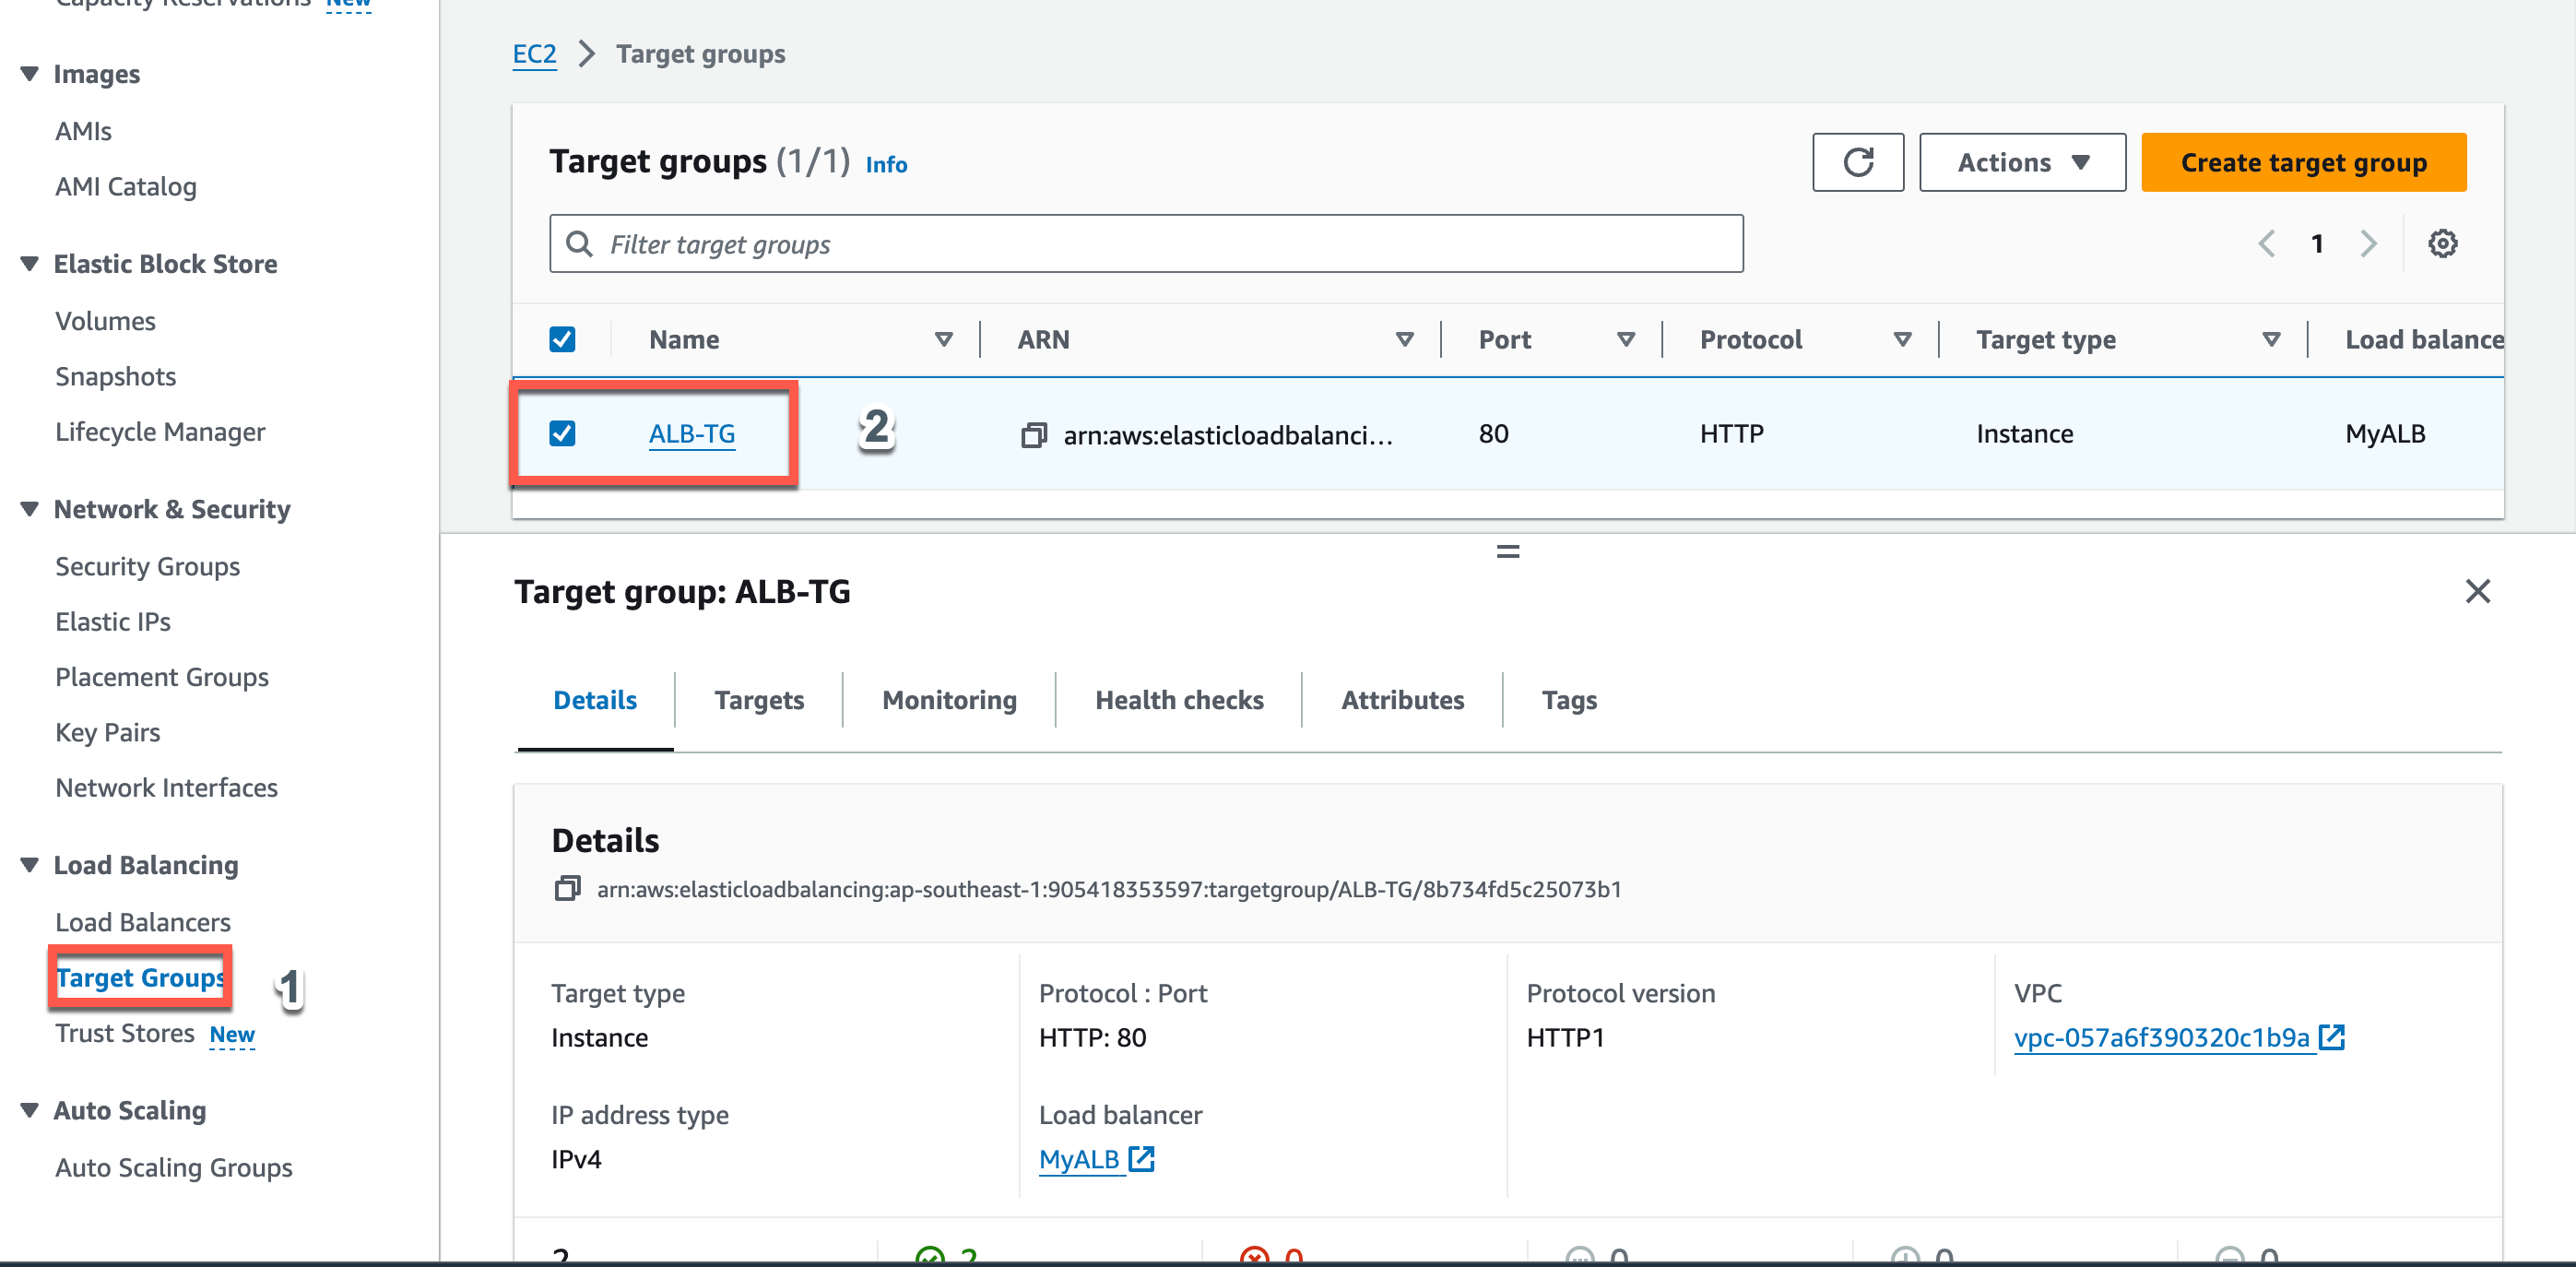 Capacity Reservations New
Images
AMIs
AMI Catalog
Elastic Block Store
Volumes
Snapshots
Lifecycle Manager
Network & Security
Security Groups
Elastic IPs
Placement Groups
Key Pairs
Network Interfaces
Load Balancing
Load Balancers
Target Groups 1
Trust Stores New
Auto Scaling
Auto Scaling Groups
EC2 > Target groups
Target groups (1/1) Info
Actions
Create target group
Filter target groups
1
Name ARN Port Protocol Target type Load balance
ALB-TG 2 arn:aws:elasticloadbalanci... 80 HTTP Instance MyALB
Target group: ALB-TG
Details Targets Monitoring Health checks Attributes Tags
Details
arn:aws:elasticloadbalancing:ap-southeast-1:905418353597:targetgroup/ALB-TG/8b734fd5c25073b1
Target type Protocol : Port Protocol version VPC
Instance HTTP: 80 HTTP1 vpc-057a6f390320c1b9a
IP address type Load balancer
IPv4 MyALB
2 2 0 0 0 0